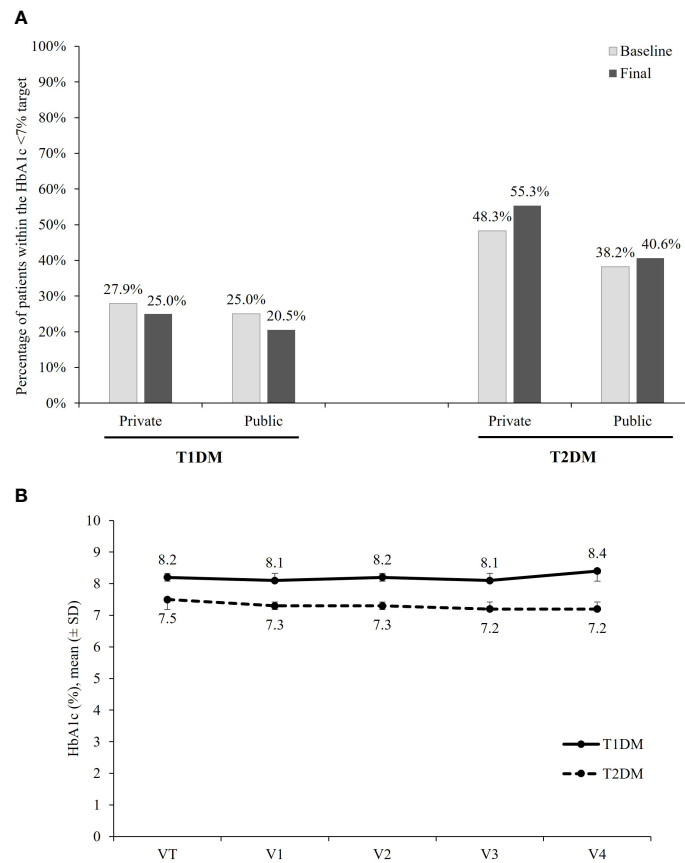 A
Percentage of patients within the HbA1c <7% target
100%
90%
80%
70%
60%
50%
40%
30%
20%
10%
0%
Baseline
Final
27.9%
25.0%
25.0%
20.5%
48.3%
55.3%
38.2%
40.6%
Private
Public
Private
Public
T1DM
T2DM
B
HbA1c (%), mean (± SD)
10
9
8
7
6
5
4
3
2
1
0
8.2
8.1
8.2
8.1
8.4
7.5
7.3
7.3
7.2
7.2
T1DM
T2DM
VT
V1
V2
V3
V4